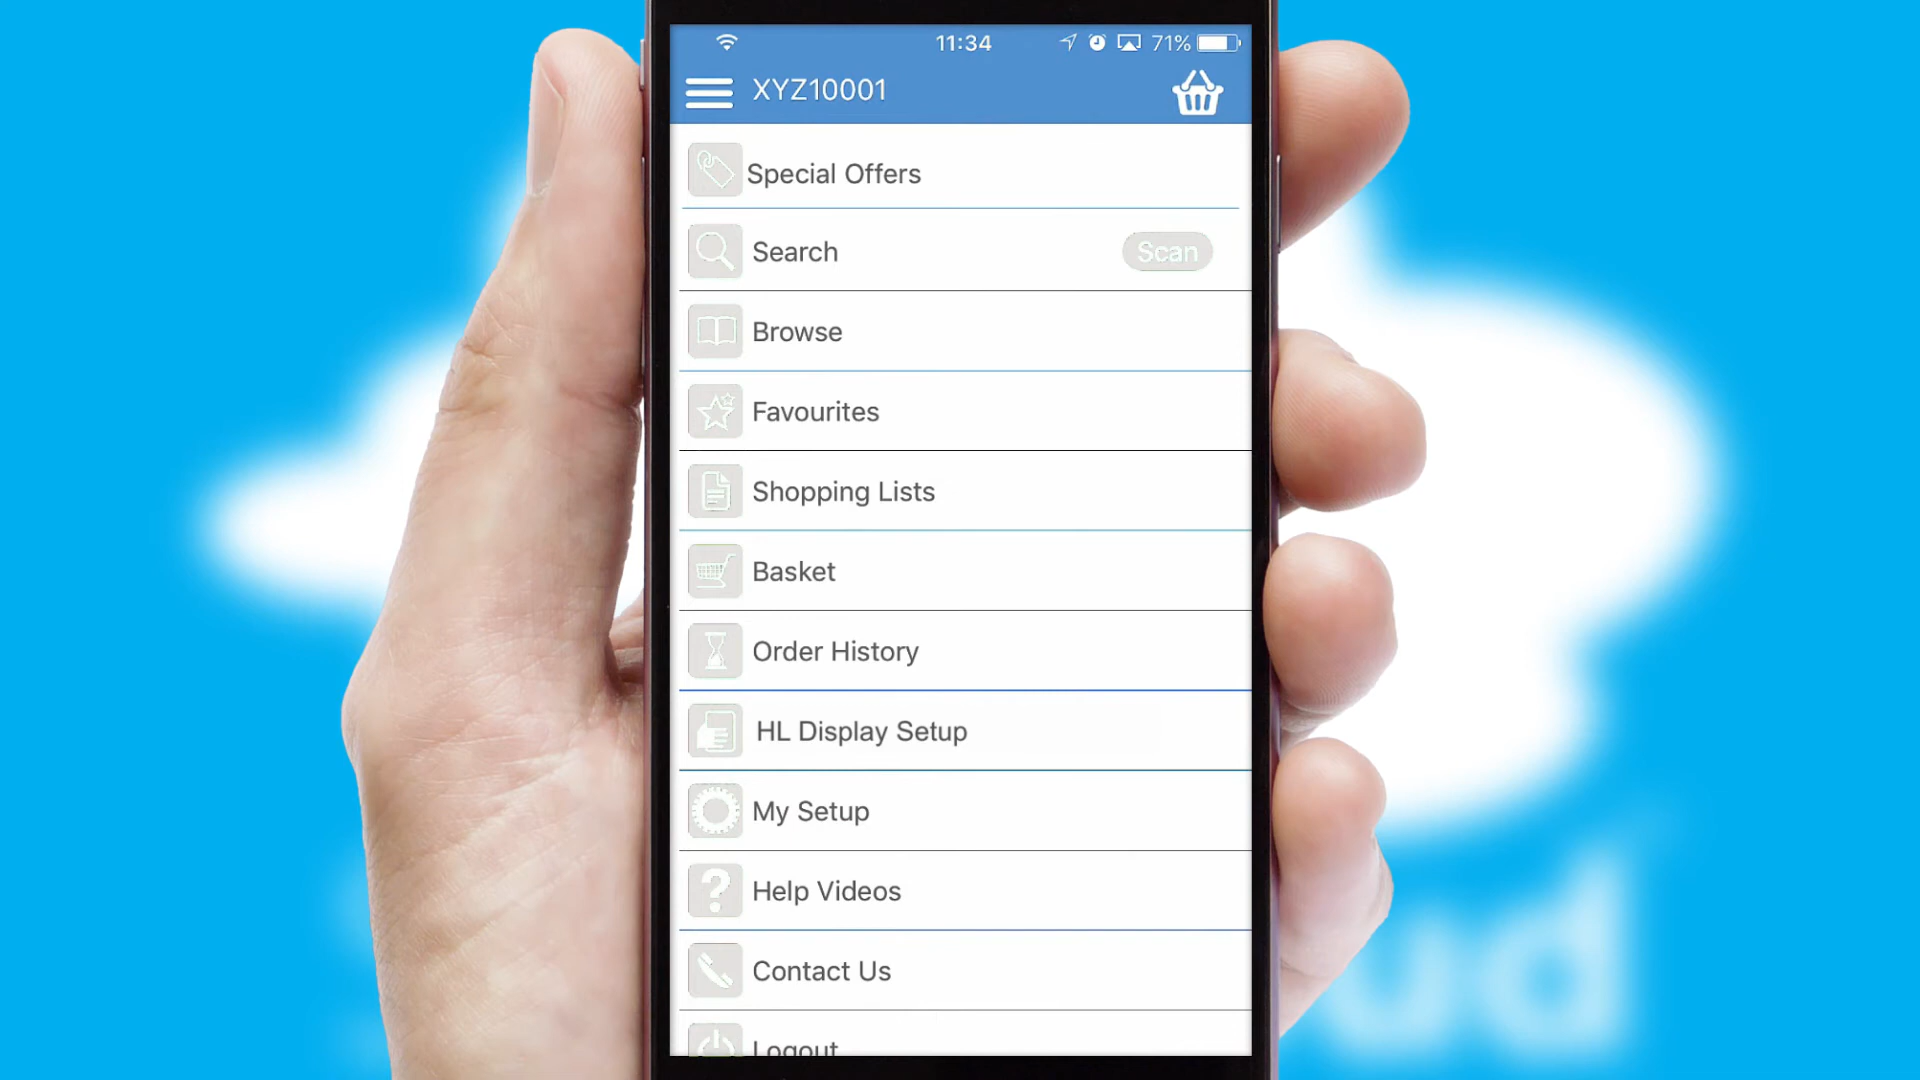 11:34 71%
XYZ10001
Special Offers
Search Scan
Browse
Favourites
Shopping Lists
Basket
Order History
HL Display Setup
My Setup
Help Videos
Contact Us
Logout
ud